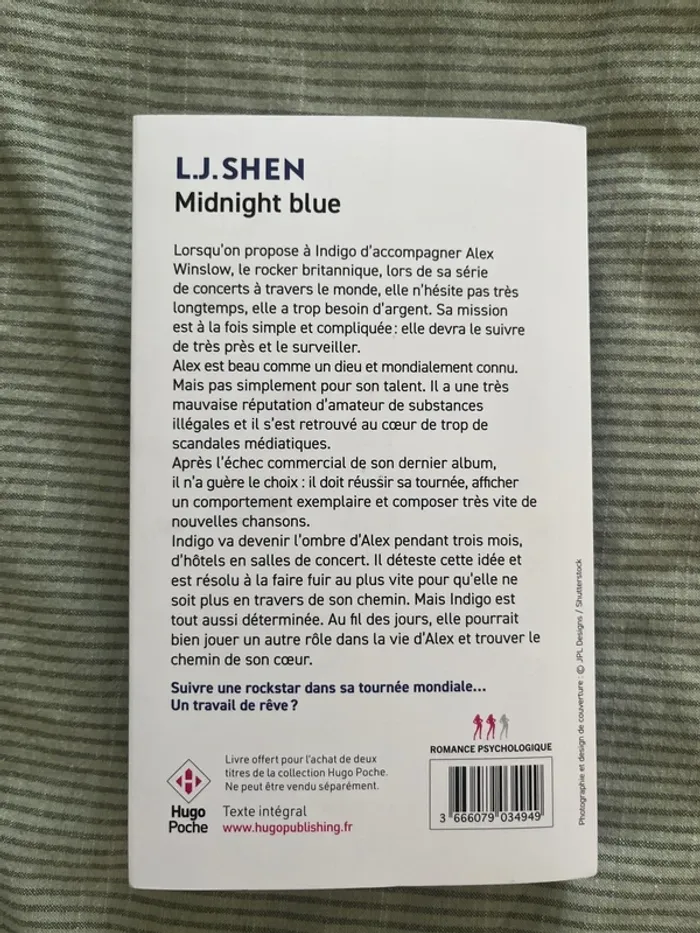 L.J. SHEN
Midnight blue
Lorsqu'on propose à Indigo d'accompagner Alex
Winslow, le rocker britannique, lors de sa série
de concerts à travers le monde, elle n'hésite pas très
longtemps, elle a trop besoin d'argent. Sa mission
est à la fois simple et compliquée : elle devra le suivre
de très près et le surveiller.
Alex est beau comme un dieu et mondialement connu.
Mais pas simplement pour son talent. Il a une très
mauvaise réputation d'amateur de substances
illégales et il s'est retrouvé au cœur de trop de
scandales médiatiques.
Après l'échec commercial de son dernier album,
il n'a guère le choix : il doit réussir sa tournée, afficher
un comportement exemplaire et composer très vite de
nouvelles chansons.
Indigo va devenir l'ombre d'Alex pendant trois mois,
d'hôtels en salles de concert. Il déteste cette idée et
est résolu à la faire fuir au plus vite pour qu'elle ne
soit plus en travers de son chemin. Mais Indigo est
tout aussi déterminée. Au fil des jours, elle pourrait
bien jouer un autre rôle dans la vie d'Alex et trouver le
chemin de son cœur.
Suivre une rockstar dans sa tournée mondiale...
Un travail de rêve ?
ROMANCE PSYCHOLOGIQUE
Livre offert pour l'achat de deux
titres de la collection Hugo Poche.
Ne peut être vendu séparément.
Hugo
Poche
Texte intégral
www.hugopublishing.fr
3 666079 034949
Photographie et design de couverture : © JPL Designs / Shutterstock